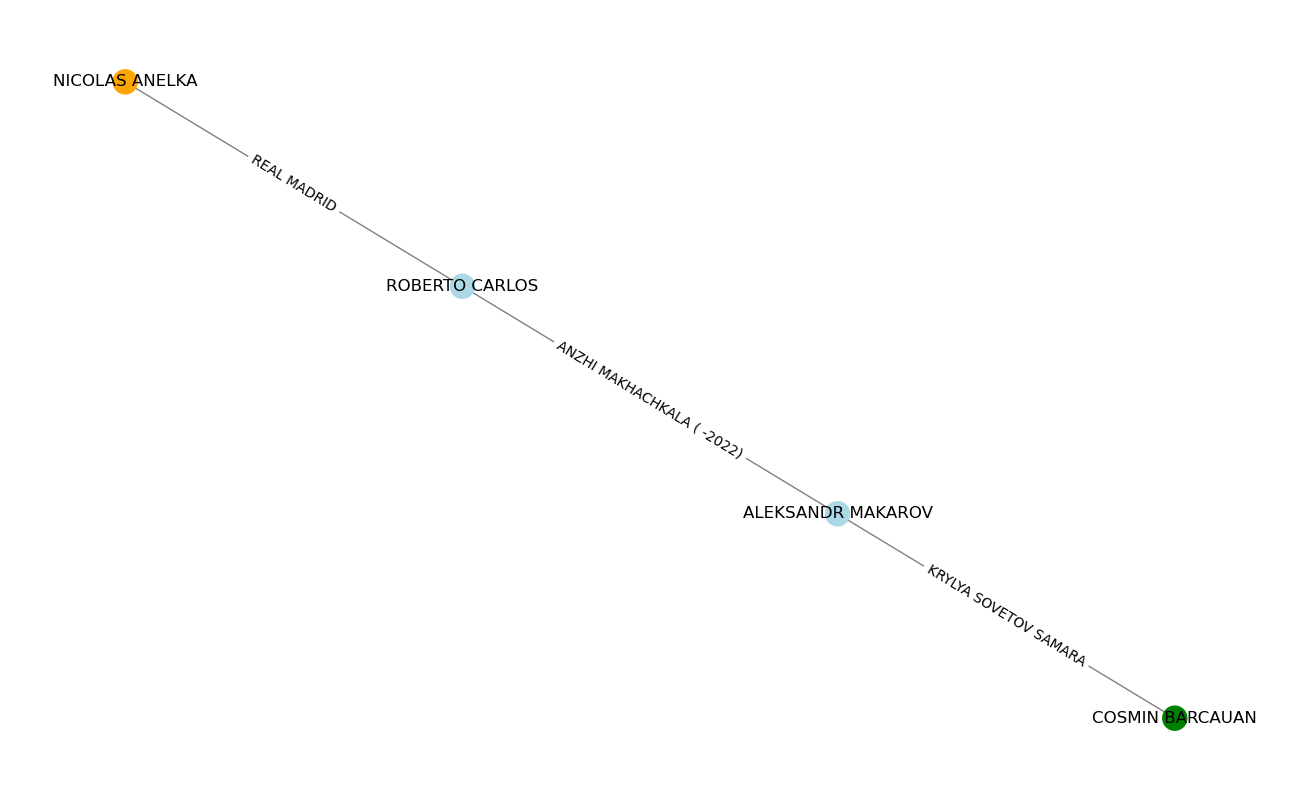 NICOLAS ANELKA
REAL MADRID
ROBERTO CARLOS
ANZHI MAKHACHKALA ( -2022)
ALEKSANDR MAKAROV
KRYLYA SOVETOV SAMARA
COSMIN BARCAUAN